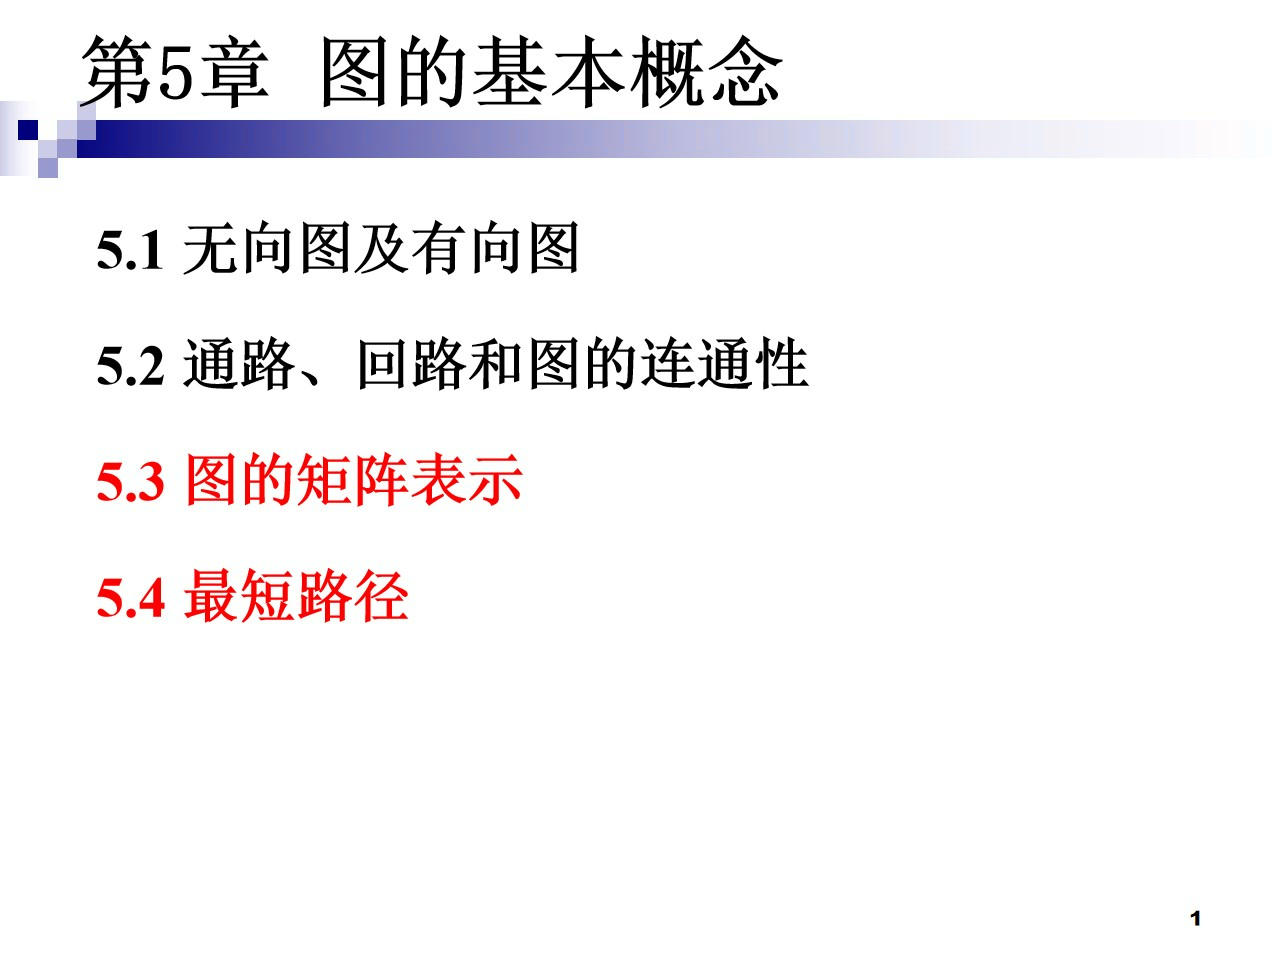 第5章 图的基本概念
5.1 无向图及有向图
5.2 通路、回路和图的连通性
5.3 图的矩阵表示
5.4 最短路径
1